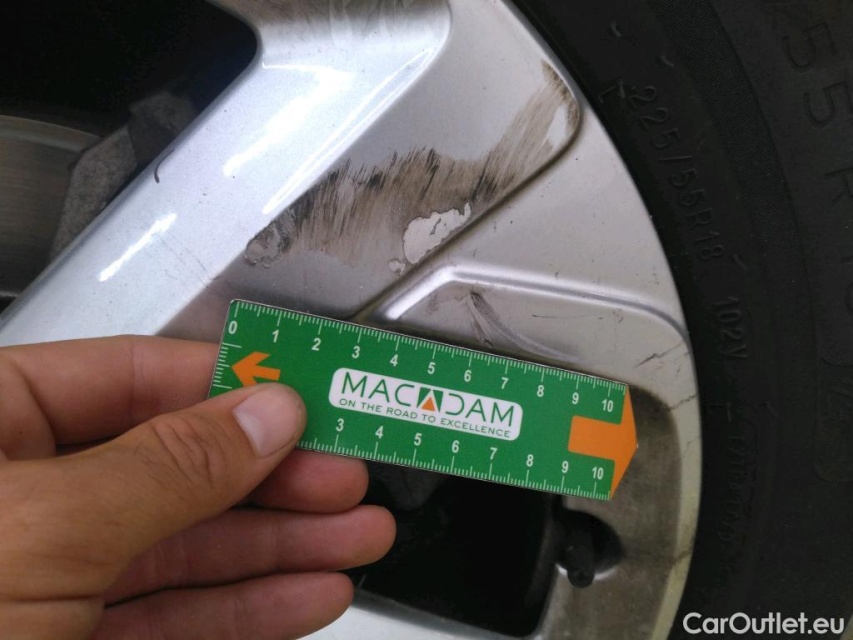 225/55R18 102V
55R18
0 1 2 3 4 5 6 7 8 9 10
MACADAM
ON THE ROAD TO EXCELLENCE
3 4 5 6 7 8 9 10
CarOutlet.eu